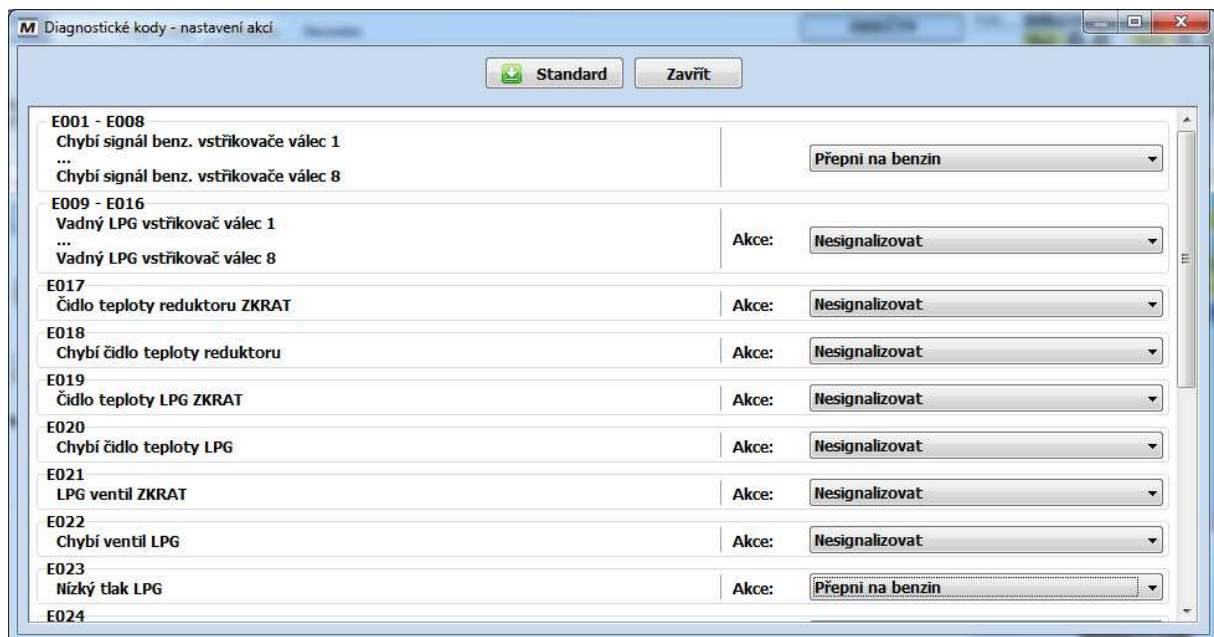 M Diagnostické kody - nastavení akcí
Standard Zavřít
E001 - E008
Chybí signál benz. vstřikovače válec 1
...
Chybí signál benz. vstřikovače válec 8
Přepni na benzin
E009 - E016
Vadný LPG vstřikovač válec 1
...
Vadný LPG vstřikovač válec 8
Akce: Nesignalizovat
E017
Čidlo teploty reduktoru ZKRAT Akce: Nesignalizovat
E018
Chybí čidlo teploty reduktoru Akce: Nesignalizovat
E019
Čidlo teploty LPG ZKRAT Akce: Nesignalizovat
E020
Chybí čidlo teploty LPG Akce: Nesignalizovat
E021
LPG ventil ZKRAT Akce: Nesignalizovat
E022
Chybí ventil LPG Akce: Nesignalizovat
E023
Nízký tlak LPG Akce: Přepni na benzin
E024